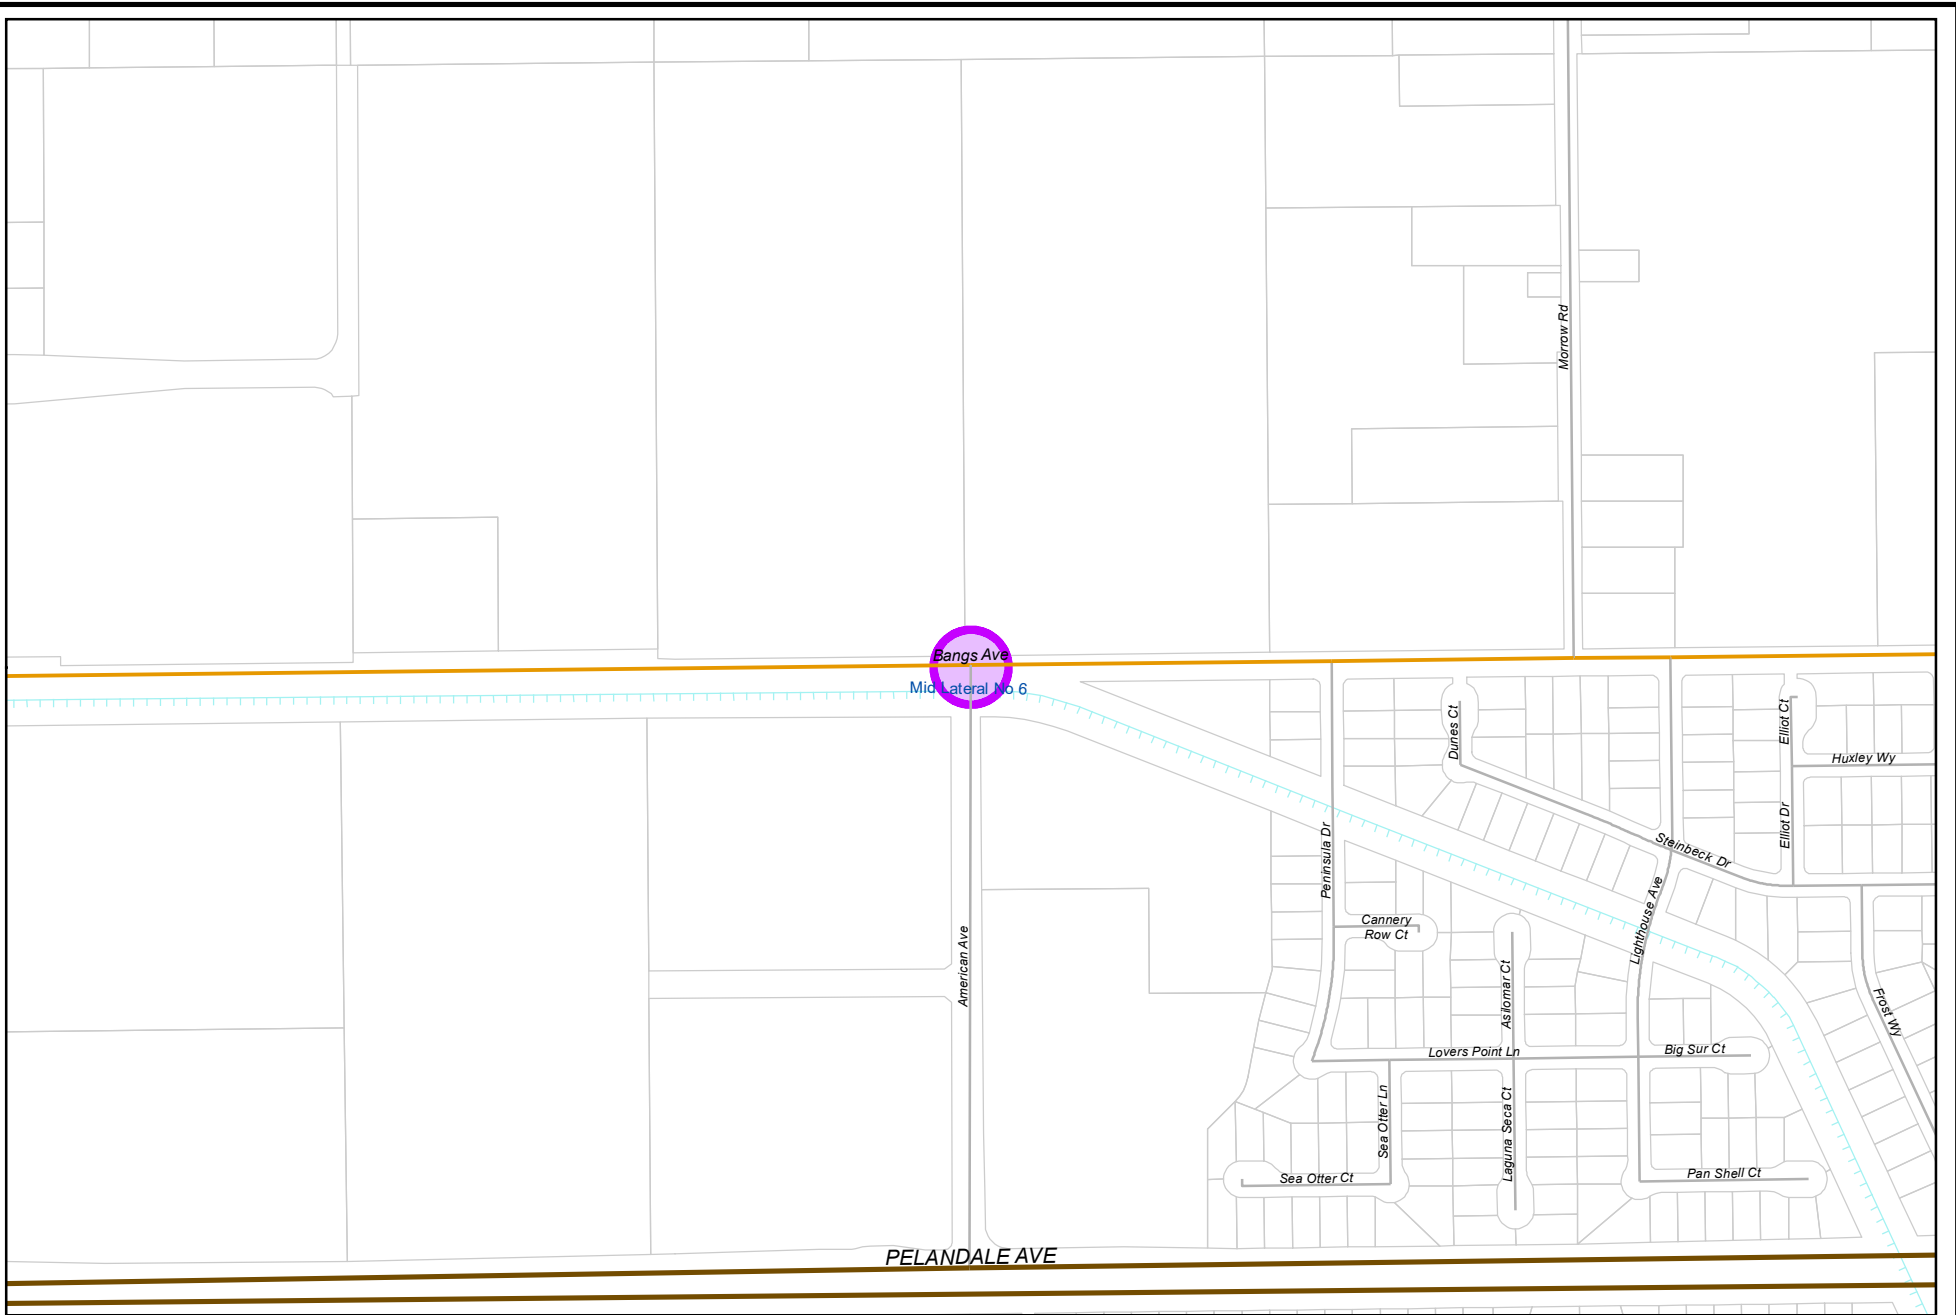 Morrow Rd
Bangs Ave
Mid Lateral No 6
Dunes Ct
Elliot Ct
Huxley Wy
Elliot Dr
Peninsula Dr
Steinbeck Dr
Lighthouse Ave
Cannery
Row Ct
American Ave
Asilomar Ct
Frost Wy
Lovers Point Ln
Big Sur Ct
Sea Otter Ln
Laguna Seca Ct
Sea Otter Ct
Pan Shell Ct
PELANDALE AVE